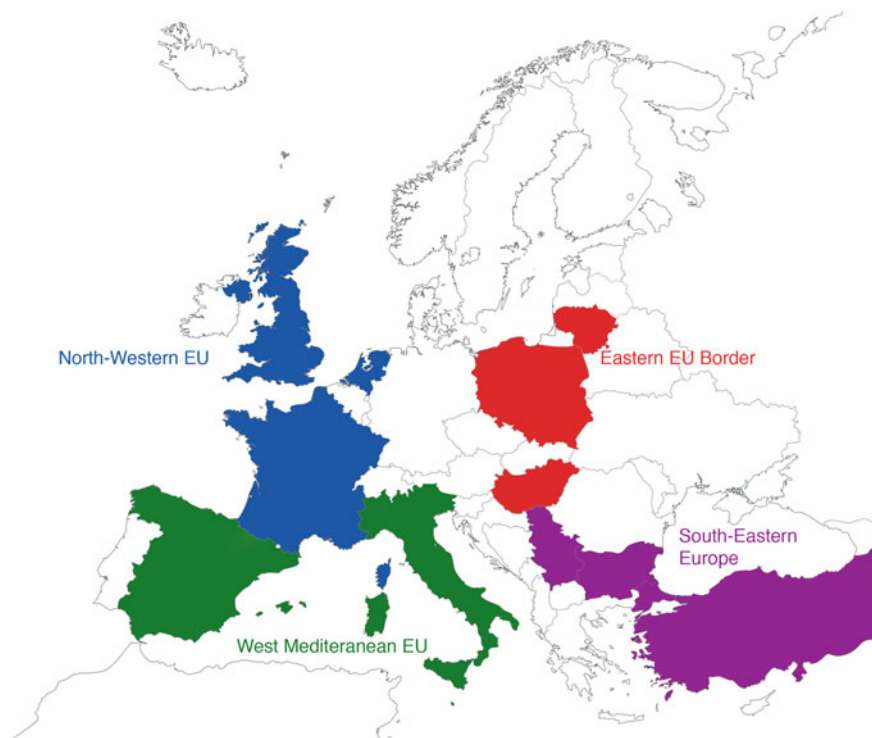 North-Western EU
Eastern EU Border
South-Eastern
Europe
West Mediteranean EU